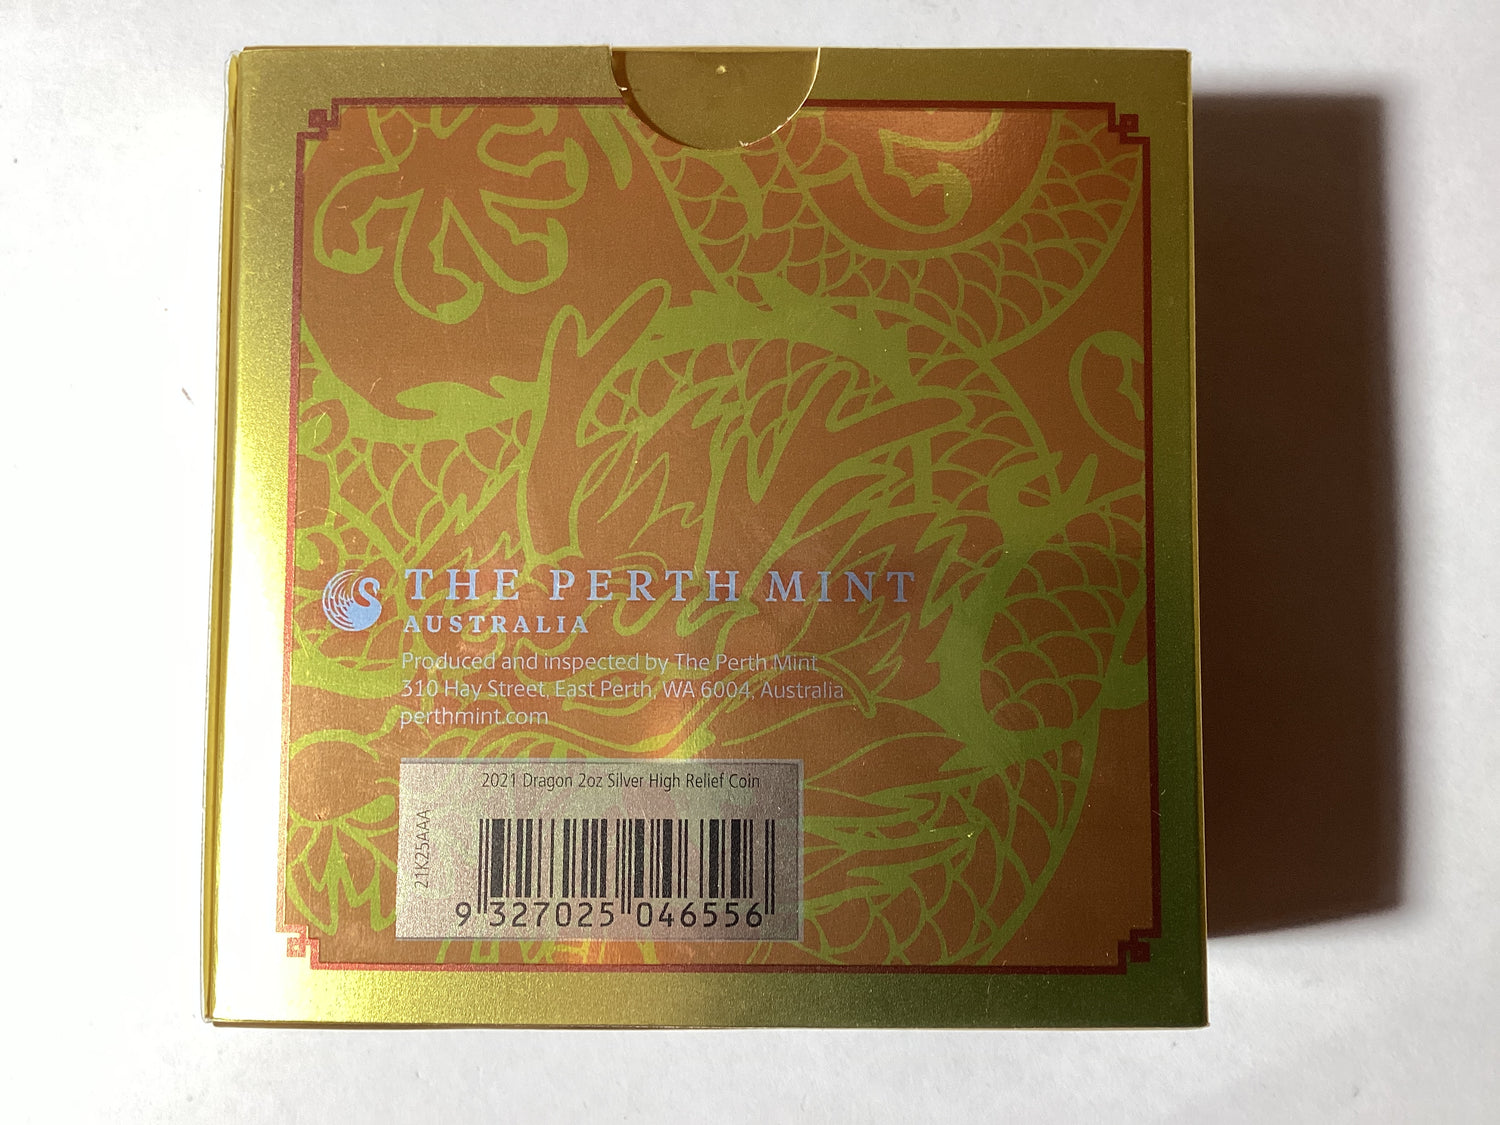 THE PERTH MINT
AUSTRALIA
Produced and inspected by The Perth Mint
310 Hay Street, East Perth, WA 6004, Australia
perthmint.com
2021 Dragon 2oz Silver High Relief Coin
21K25AAA
9 327025 046556